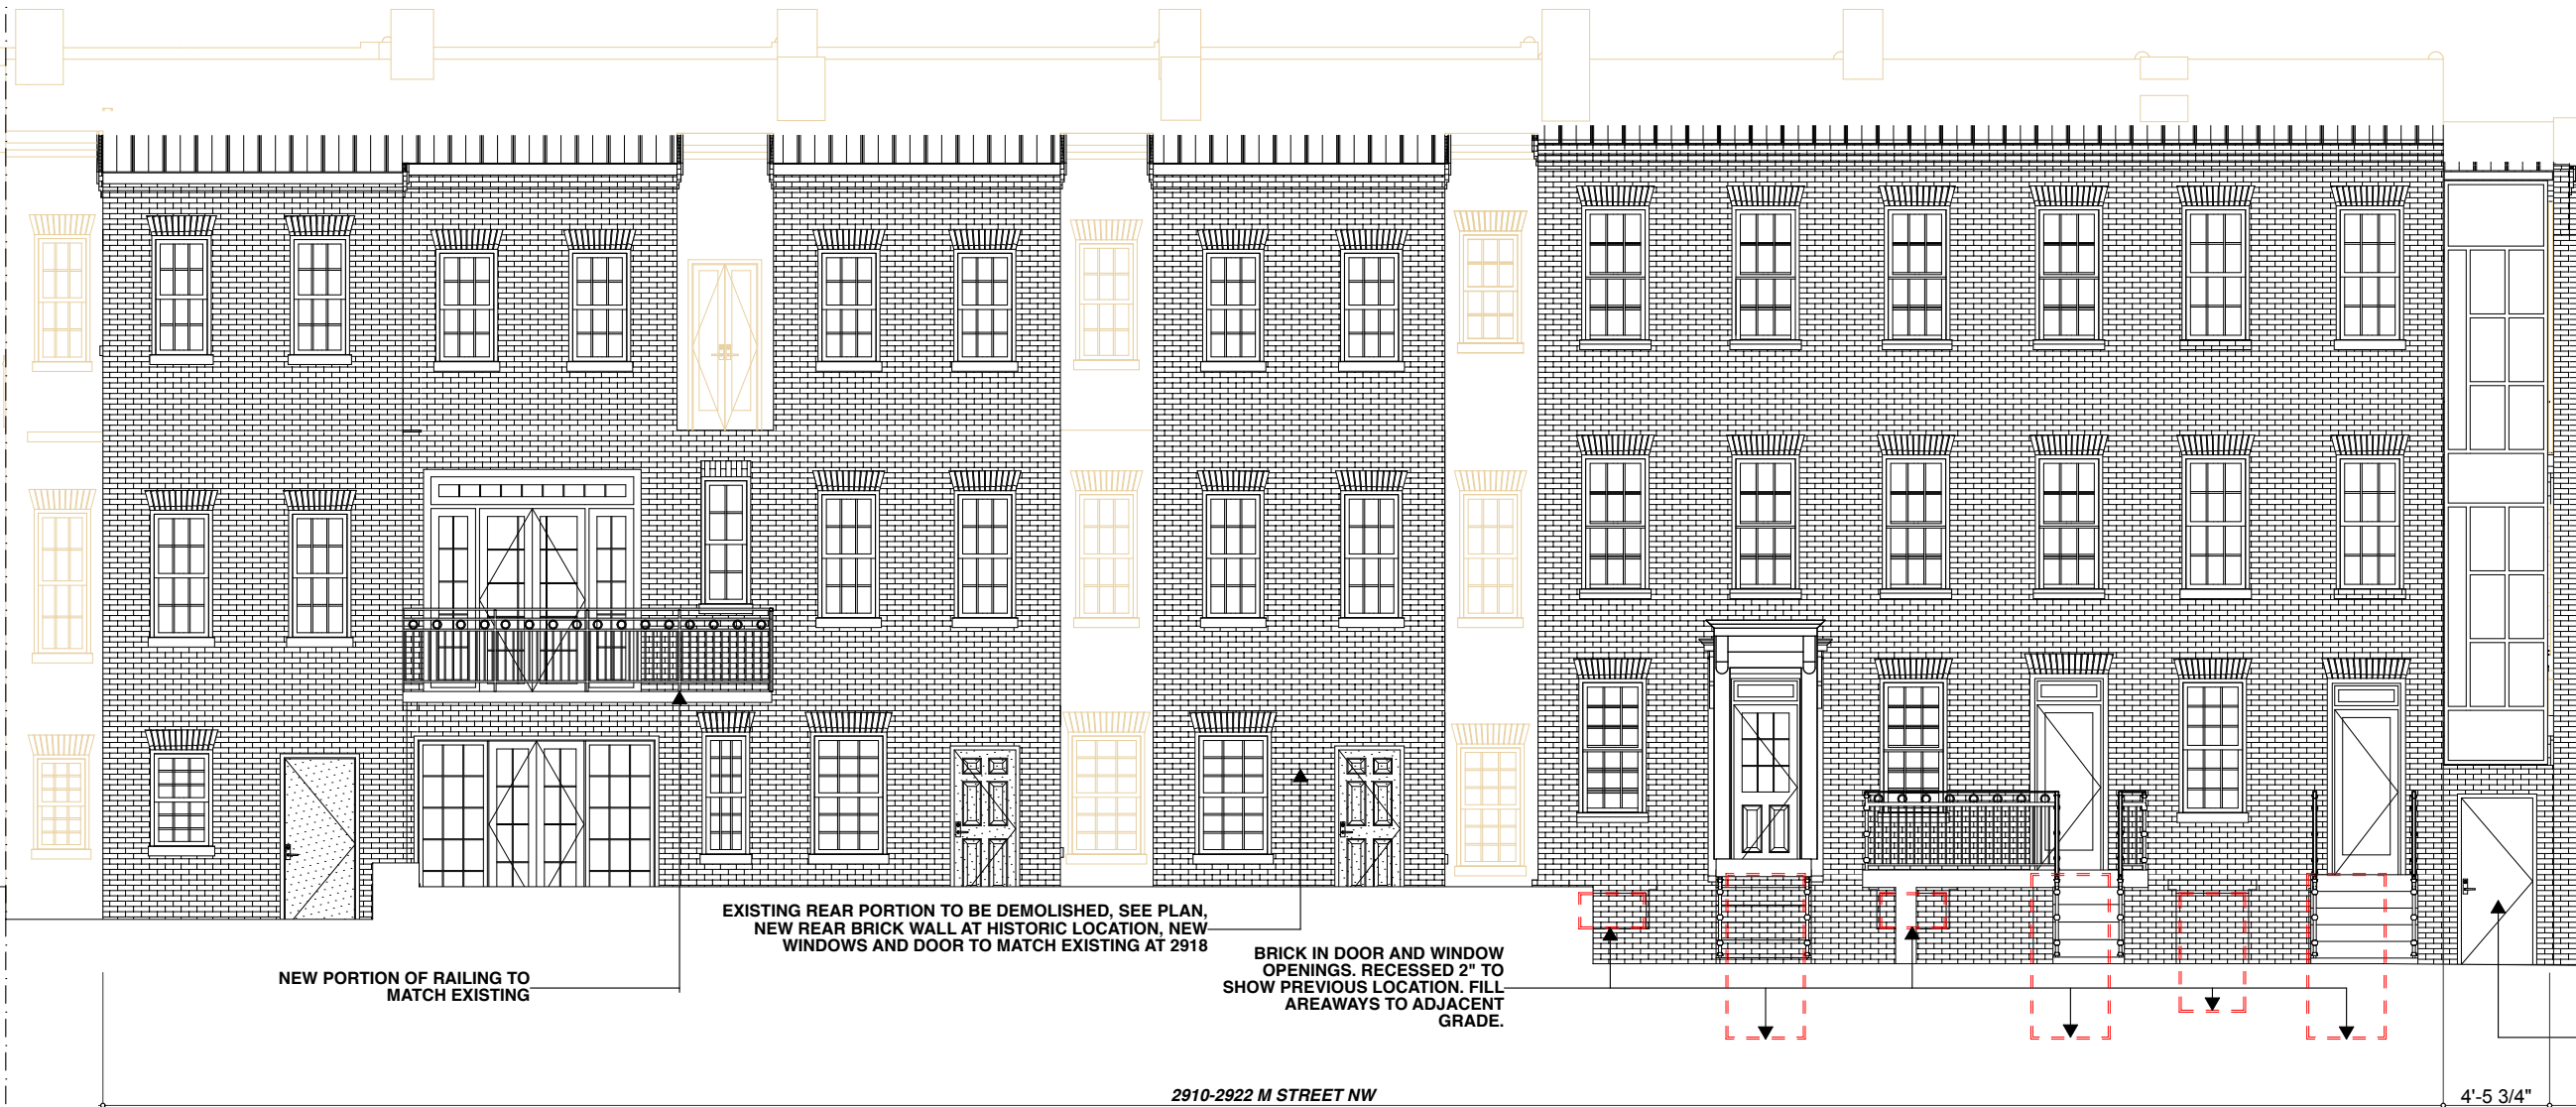 EXISTING REAR PORTION TO BE DEMOLISHED, SEE PLAN,
NEW REAR BRICK WALL AT HISTORIC LOCATION, NEW
WINDOWS AND DOOR TO MATCH EXISTING AT 2918
NEW PORTION OF RAILING TO
MATCH EXISTING
BRICK IN DOOR AND WINDOW
OPENINGS. RECESSED 2" TO
SHOW PREVIOUS LOCATION. FILL
AREAWAYS TO ADJACENT
GRADE.
2910-2922 M STREET NW
4'-5 3/4"